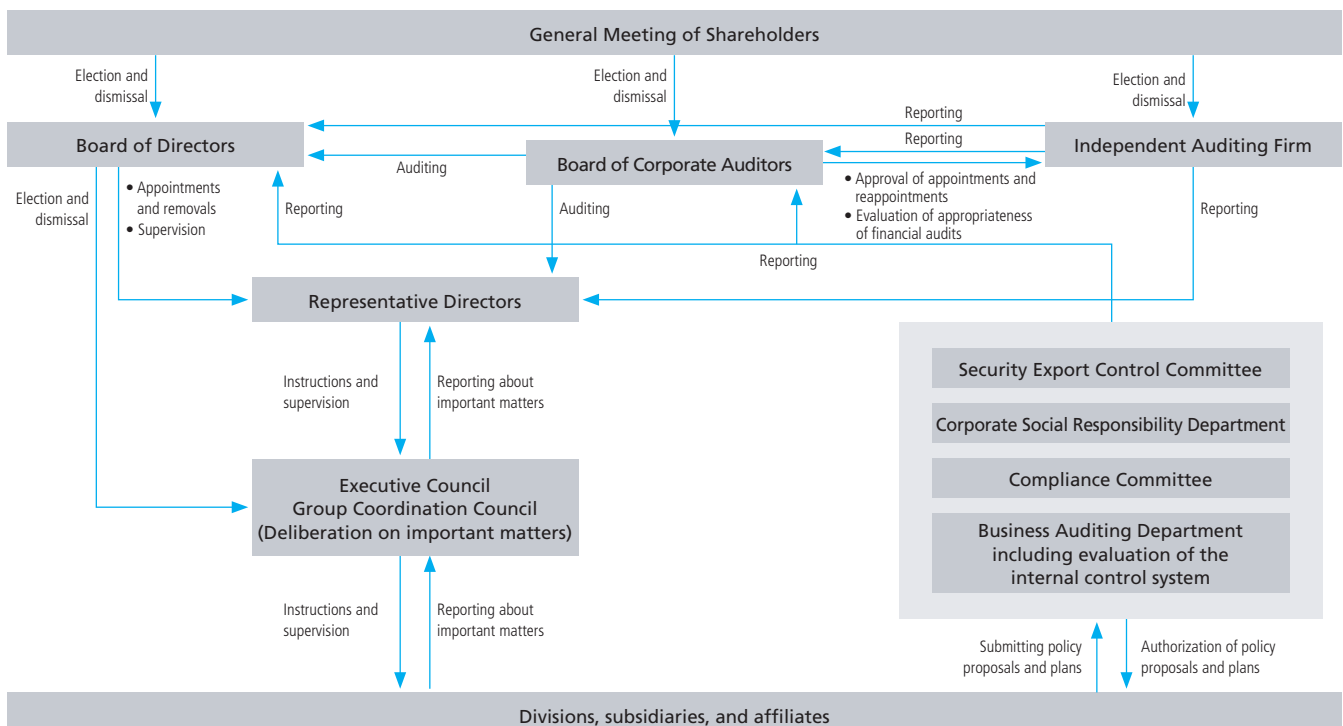 General Meeting of Shareholders
Election and
dismissal
Election and
dismissal
Election and
dismissal
Reporting
Board of Directors
Auditing
Board of Corporate Auditors
Reporting
Independent Auditing Firm
Election and
dismissal
• Appointments
and removals
• Supervision
Reporting
Auditing
• Approval of appointments and
reappointments
• Evaluation of appropriateness
of financial audits
Reporting
Reporting
Representative Directors
Instructions and
supervision
Reporting about
important matters
Security Export Control Committee
Corporate Social Responsibility Department
Compliance Committee
Business Auditing Department
including evaluation of the
internal control system
Executive Council
Group Coordination Council
(Deliberation on important matters)
Instructions and
supervision
Reporting about
important matters
Submitting policy
proposals and plans
Authorization of policy
proposals and plans
Divisions, subsidiaries, and affiliates